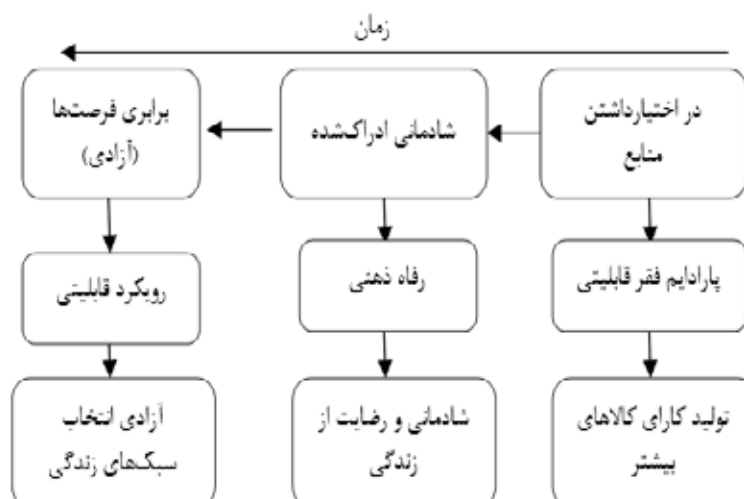 زمان
در اختیارداشتن
منابع
شادمانی ادراک‌شده
برابری فرصت‌ها
(آزادی)
پارادایم فقر قابلیتی
رفاه ذهنی
رویکرد قابلیتی
تولید کارای کالاهای
بیشتر
شادمانی و رضایت از
زندگی
آزادی انتخاب
سبک‌های زندگی